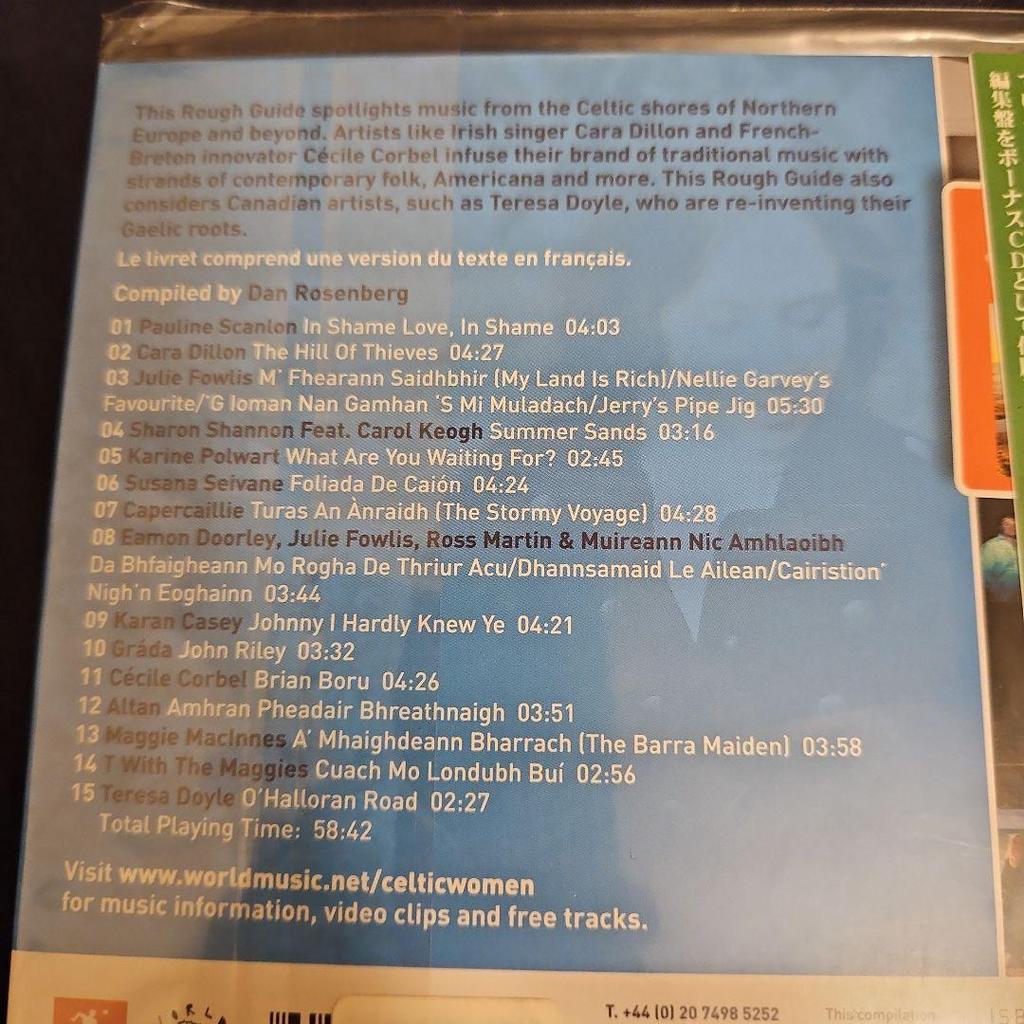 This Rough Guide spotlights music from the Celtic shores of Northern
Europe and beyond. Artists like Irish singer Cara Dillon and French-
Breton innovator Cécile Corbel infuse their brand of traditional music with
strands of contemporary folk, Americana and more. This Rough Guide also
considers Canadian artists, such as Teresa Doyle, who are re-inventing their
Gaelic roots.
Le livret comprend une version du texte en français.
Compiled by Dan Rosenberg
01 Pauline Scanlon In Shame Love, In Shame 04:03
02 Cara Dillon The Hill Of Thieves 04:27
03 Julie Fowlis M' Fhearann Saidhbhir (My Land Is Rich)/Nellie Garvey's
Favourite/'G Ioman Nan Gamhan 'S Mi Muladach/Jerry's Pipe Jig 05:30
04 Sharon Shannon Feat. Carol Keogh Summer Sands 03:16
05 Karine Polwart What Are You Waiting For? 02:45
06 Susana Seivane Foliada De Caión 04:24
07 Capercaillie Turas An Ànraidh (The Stormy Voyage) 04:28
08 Eamon Doorley, Julie Fowlis, Ross Martin & Muireann Nic Amhlaoibh
Da Bhfaigheann Mo Rogha De Thriur Acu/Dhannsamaid Le Ailean/Cairistion'
Nigh'n Eoghainn 03:44
09 Karan Casey Johnny I Hardly Knew Ye 04:21
10 Gráda John Riley 03:32
11 Cécile Corbel Brian Boru 04:26
12 Altan Amhran Pheadair Bhreathnaigh 03:51
13 Maggie MacInnes A' Mhaighdeann Bharrach (The Barra Maiden) 03:58
14 T With The Maggies Cuach Mo Londubh Buí 02:56
15 Teresa Doyle O'Halloran Road 02:27
Total Playing Time: 58:42
Visit www.worldmusic.net/celticwomen
for music information, video clips and free tracks.
T. +44 (0) 20 7498 5252
This compilation
編集盤をボーナスCDとして